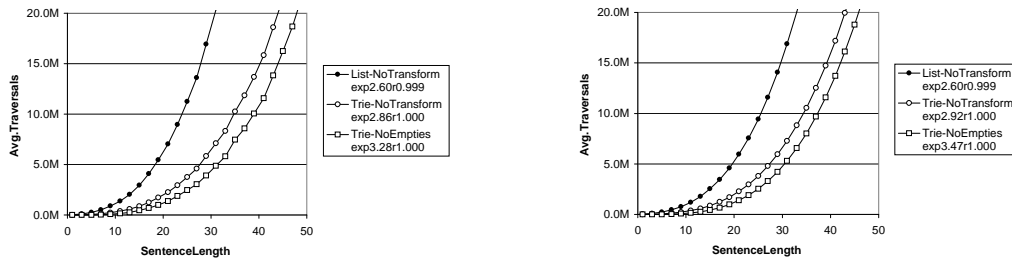 20.0M
15.0M
10.0M
5.0M
0.0M
Avg.Traversals
0 10 20 30 40 50
SentenceLength
List-NoTransform
exp2.60r0.999
Trie-NoTransform
exp2.86r1.000
Trie-NoEmpties
exp3.28r1.000
20.0M
15.0M
10.0M
5.0M
0.0M
Avg.Traversals
0 10 20 30 40 50
SentenceLength
List-NoTransform
exp2.60r0.999
Trie-NoTransform
exp2.92r1.000
Trie-NoEmpties
exp3.47r1.000